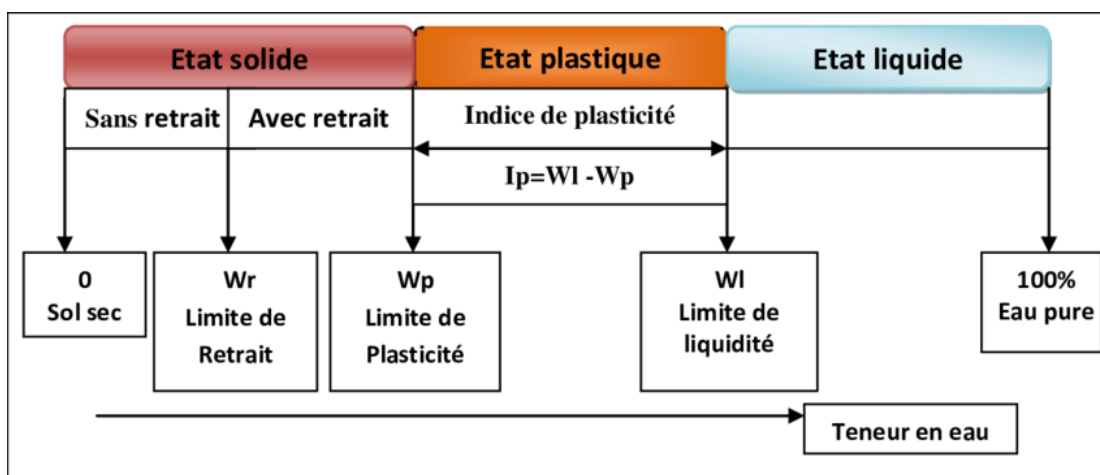 Etat solide
Etat plastique
Etat liquide
Sans retrait
Avec retrait
Indice de plasticité
Ip=Wl -Wp
0
Sol sec
Wr
Limite de
Retrait
Wp
Limite de
Plasticité
Wl
Limite de
liquidité
100%
Eau pure
Teneur en eau